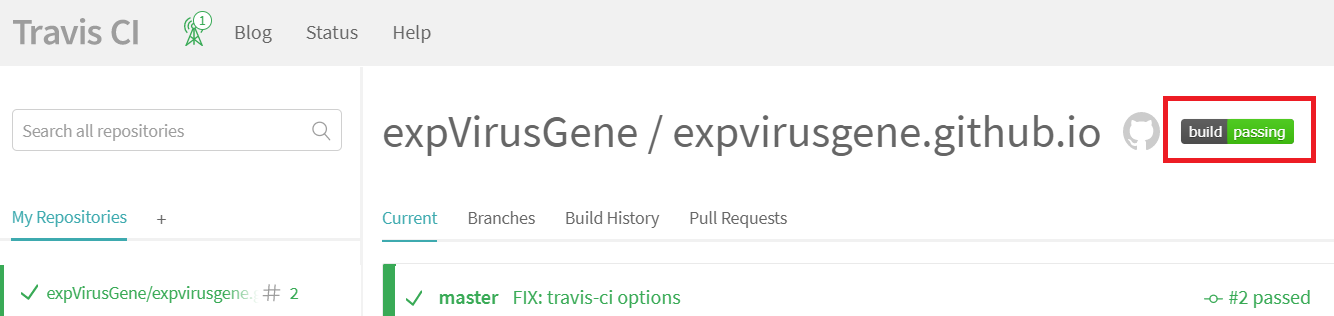 Travis CI 1 Blog Status Help
Search all repositories
expVirusGene / expvirusgene.github.io build passing
My Repositories +
Current Branches Build History Pull Requests
expVirusGene/expvirusgene.g # 2
master FIX: travis-ci options #2 passed